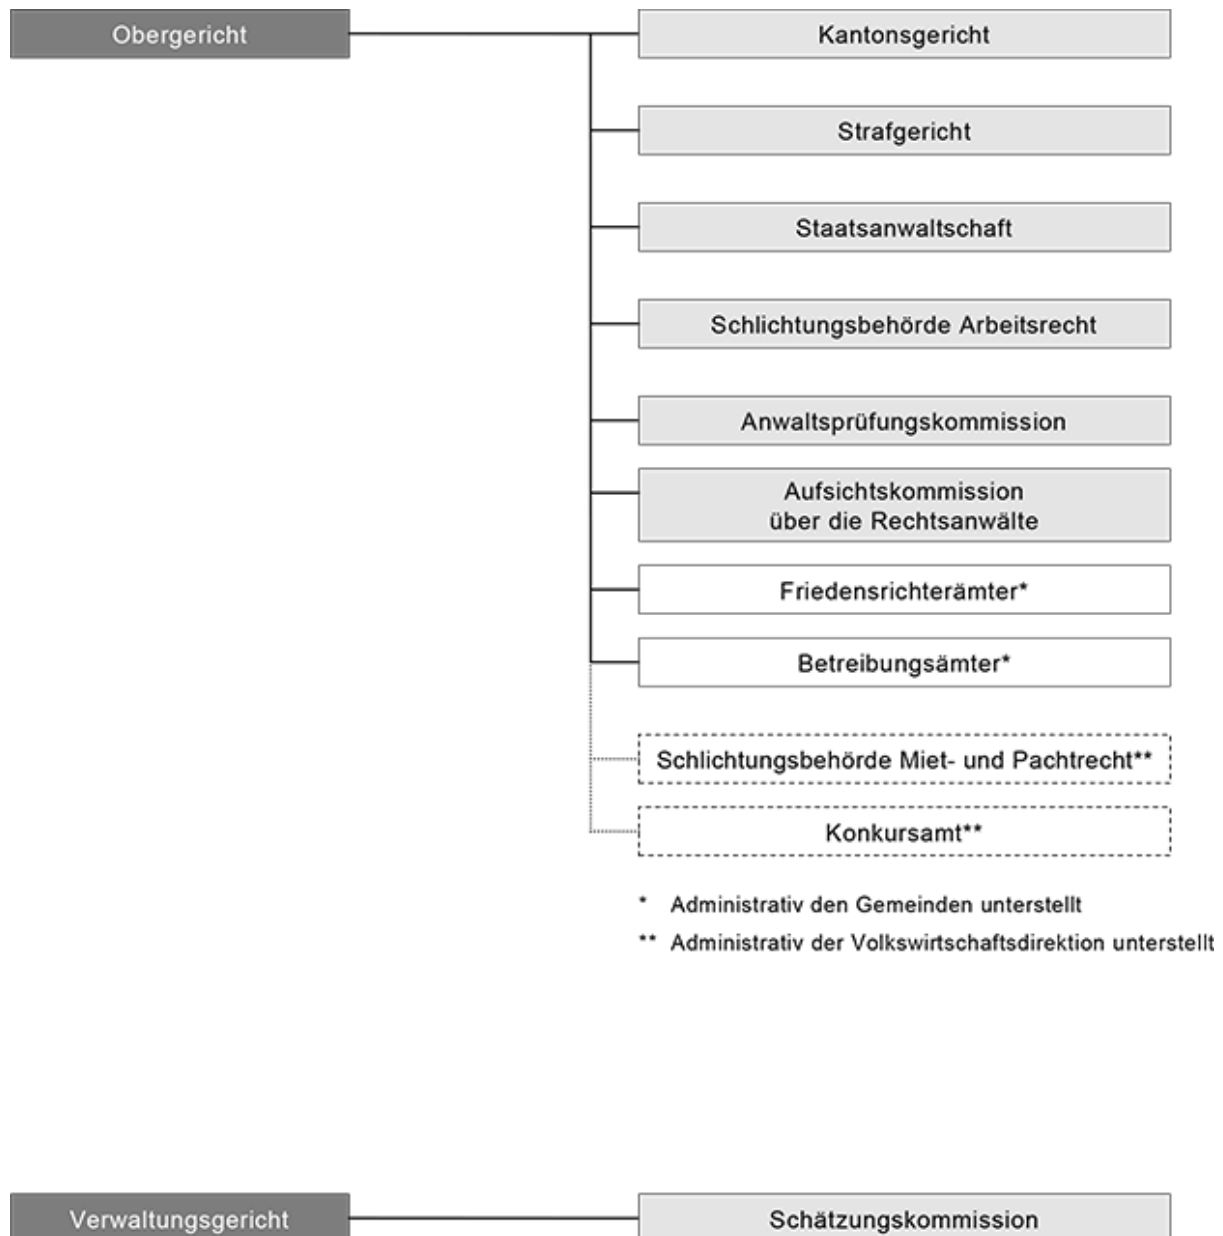 Obergericht
Kantonsgericht
Strafgericht
Staatsanwaltschaft
Schlichtungsbehörde Arbeitsrecht
Anwaltsprüfungskommission
Aufsichtskommission
über die Rechtsanwälte
Friedensrichterämter*
Betreibungsämter*
Schlichtungsbehörde Miet- und Pachtrecht**
Konkursamt**
* Administrativ den Gemeinden unterstellt
** Administrativ der Volkswirtschaftsdirektion unterstellt
Verwaltungsgericht
Schätzungskommission